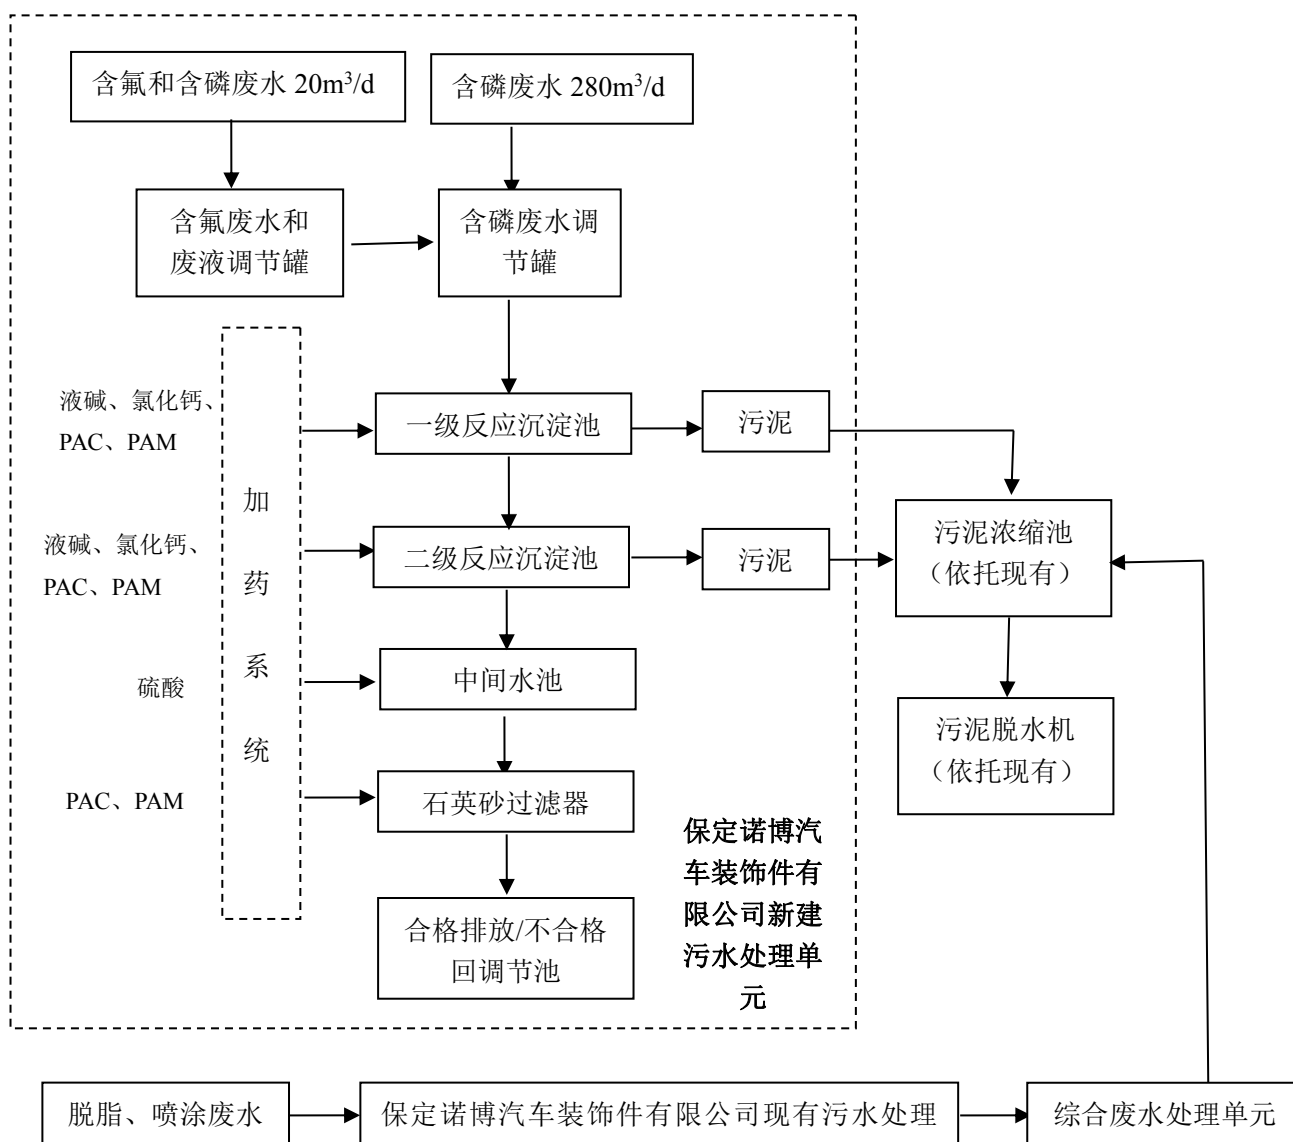 含氟和含磷废水 20m³/d
含磷废水 280m³/d
含氟废水和
废液调节罐
含磷废水调
节罐
液碱、氯化钙、
PAC、PAM
一级反应沉淀池
污泥
加
药
系
统
液碱、氯化钙、
PAC、PAM
二级反应沉淀池
污泥
污泥浓缩池
（依托现有）
硫酸
中间水池
污泥脱水机
（依托现有）
PAC、PAM
石英砂过滤器
保定诺博汽
车装饰件有
限公司新建
污水处理单
元
合格排放/不合格
回调节池
脱脂、喷涂废水
保定诺博汽车装饰件有限公司现有污水处理
综合废水处理单元